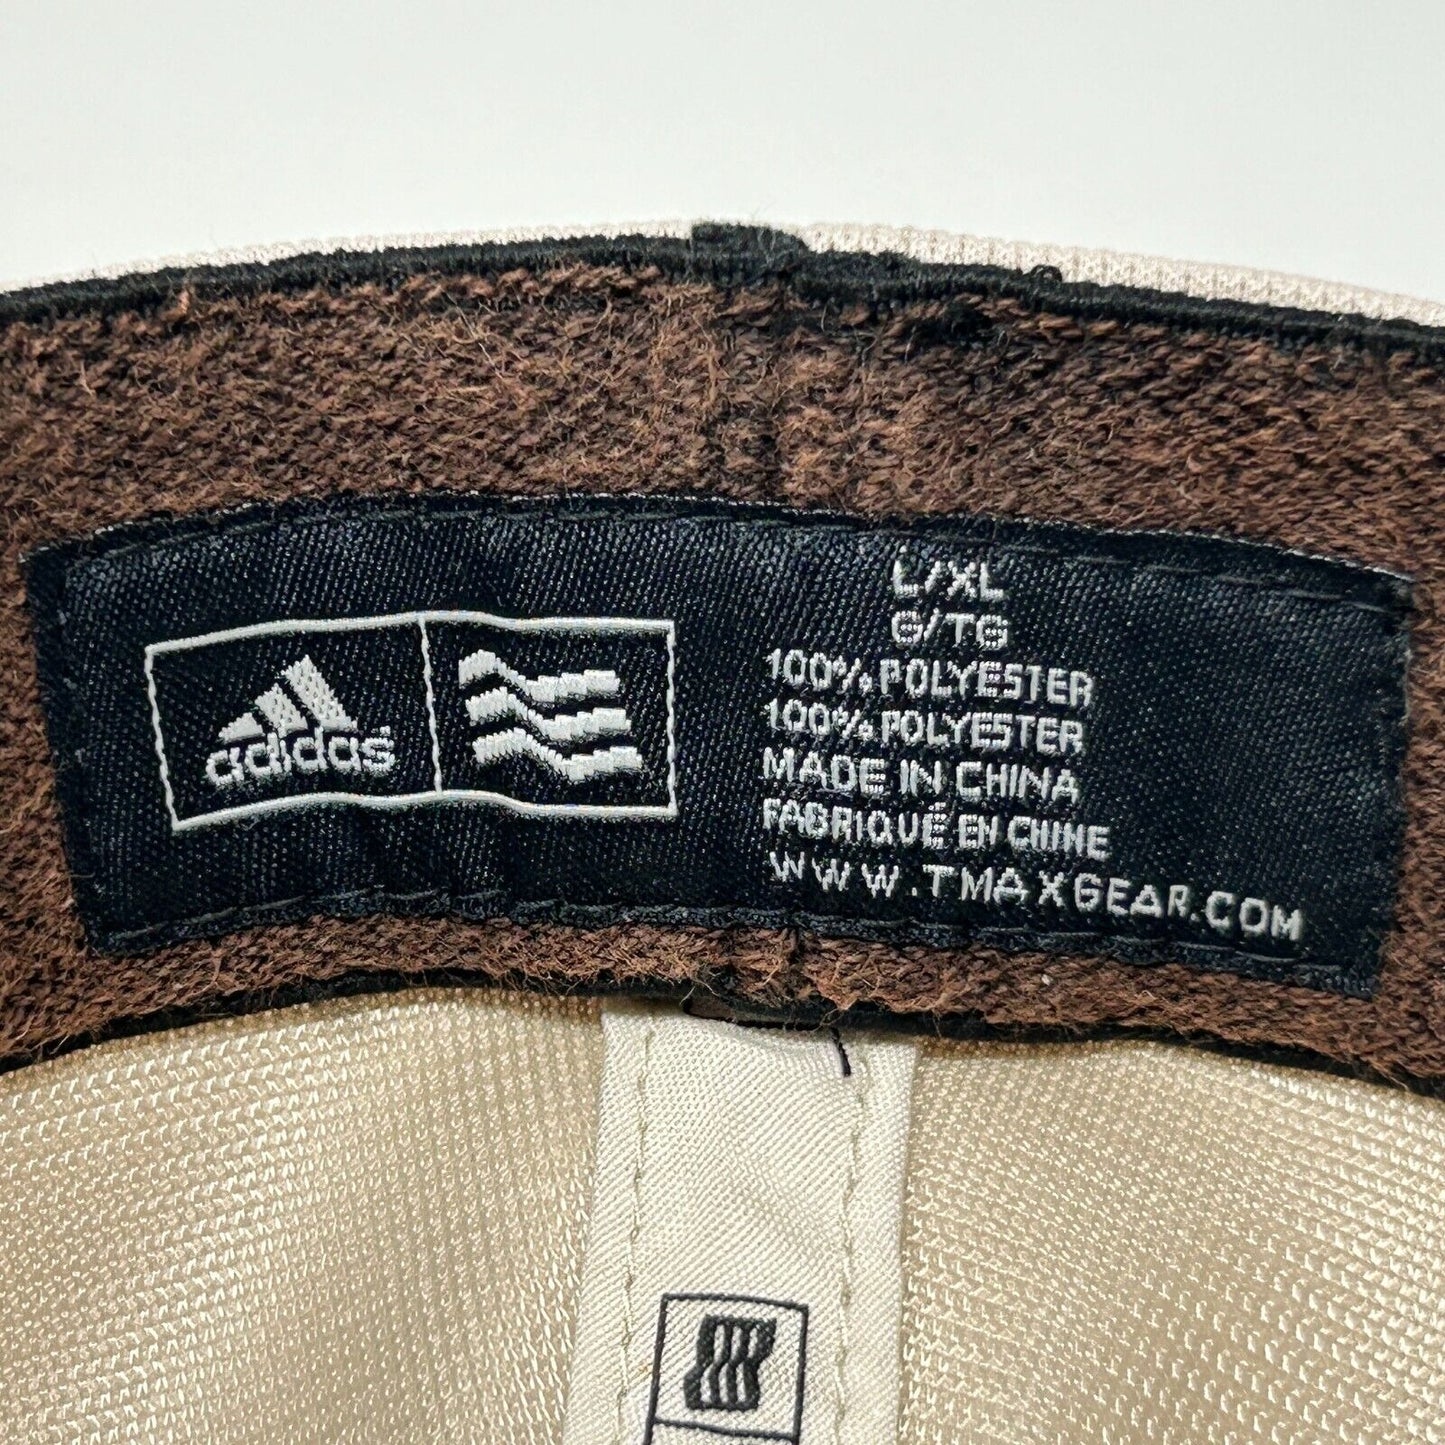 adidas
L/XL
G/TG
100% POLYESTER
100% POLYESTER
MADE IN CHINA
FABRIQUÉ EN CHINE
WWW.TMAXGEAR.COM